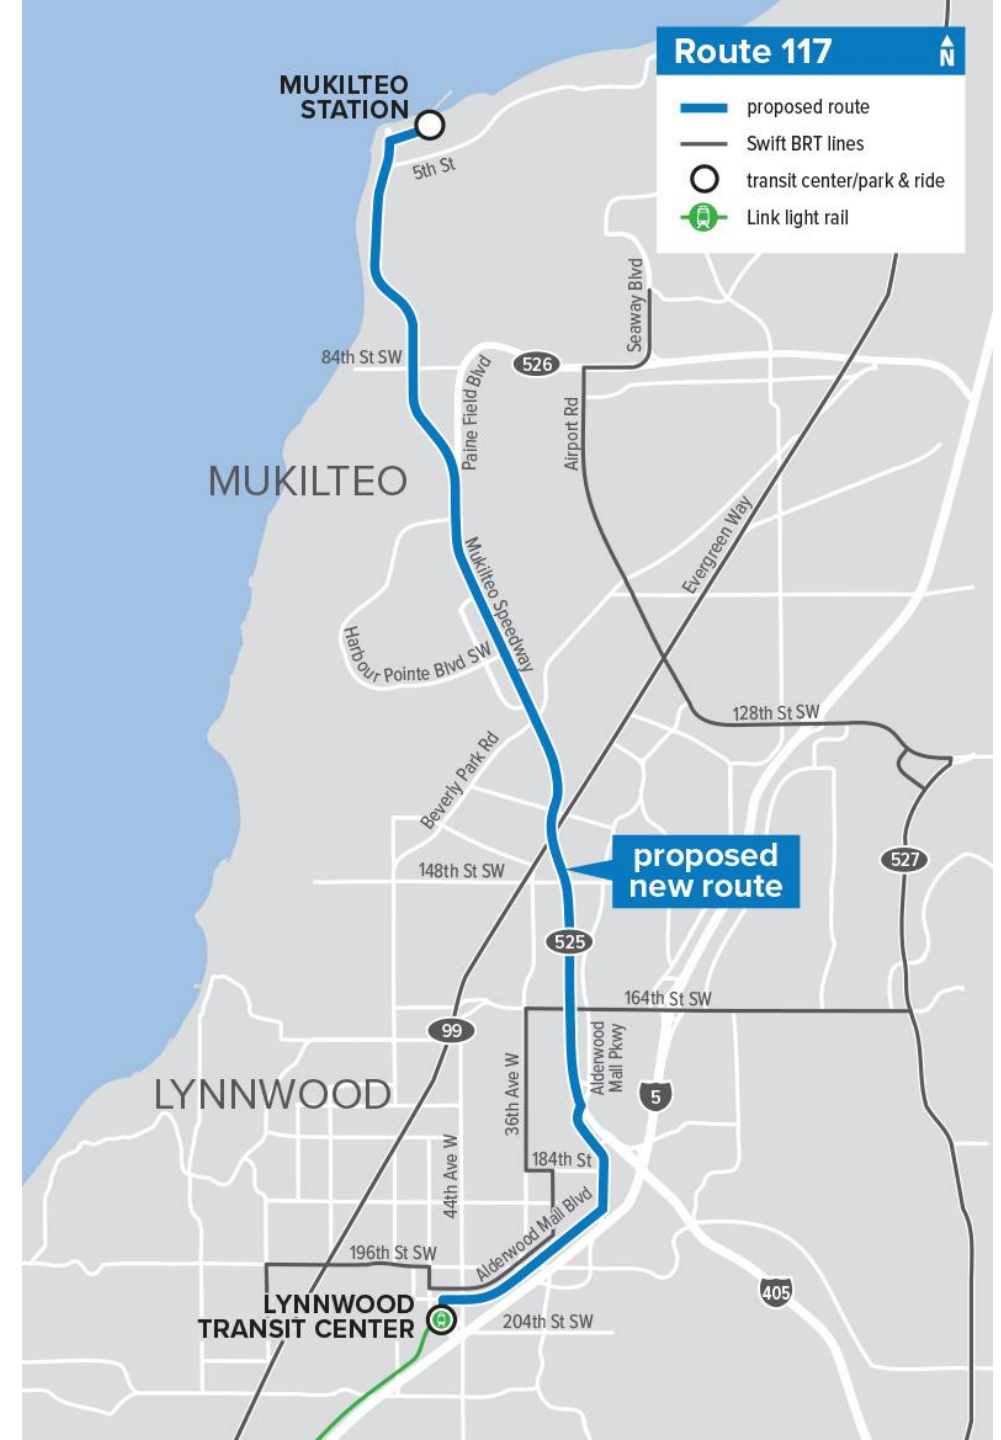 Route 117
N
proposed route
Swift BRT lines
transit center/park & ride
Link light rail
MUKILTEO
STATION
5th St
Seaway Blvd
84th St SW
526
Paine Field Blvd
Airport Rd
MUKILTEO
Evergreen Way
Mukilteo Speedway
Harbour Pointe Blvd SW
128th St SW
Beverly Park Rd
proposed
new route
148th St SW
527
525
164th St SW
99
Alderwood
Mall Pkwy
36th Ave W
5
LYNNWOOD
44th Ave W
184th St
Alderwood Mall Blvd
196th St SW
405
LYNNWOOD
TRANSIT CENTER
204th St SW